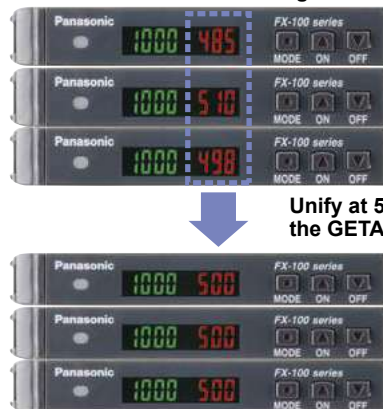 Panasonic 1000 485 FX-100 series
MODE ON OFF
Panasonic 1000 510 FX-100 series
MODE ON OFF
Panasonic 1000 498 FX-100 series
MODE ON OFF
Unify at 5
the GETA
Panasonic 1000 500 FX-100 series
MODE ON OFF
Panasonic 1000 500 FX-100 series
MODE ON OFF
Panasonic 1000 500 FX-100 series
MODE ON OFF